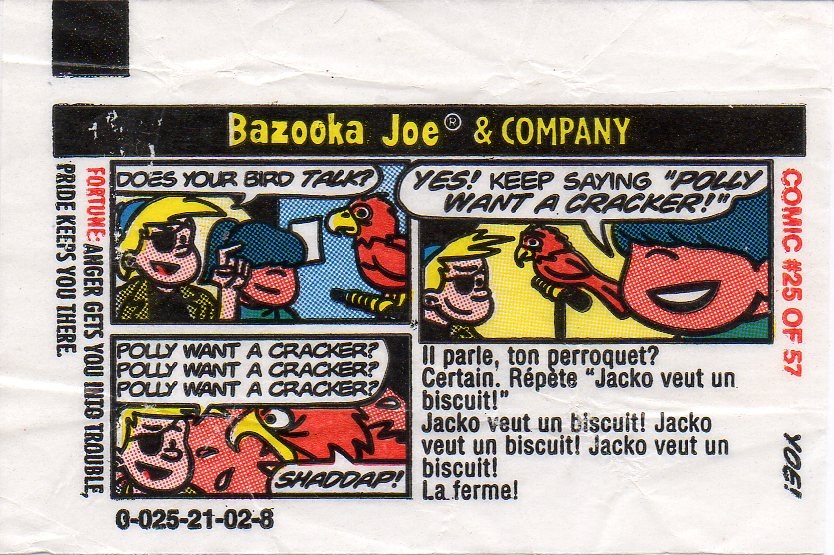 Bazooka Joe® & COMPANY
DOES YOUR BIRD TALK?
YES! KEEP SAYING "POLLY
WANT A CRACKER!"
POLLY WANT A CRACKER?
POLLY WANT A CRACKER?
POLLY WANT A CRACKER?
SHADDAP!
Il parle, ton perroquet?
Certain. Répète "Jacko veut un
biscuit!"
Jacko veut un biscuit! Jacko
veut un biscuit! Jacko veut un
biscuit!
La ferme!
FORTUNE: ANGER GETS YOU INTO TROUBLE,
PRIDE KEEPS YOU THERE.
COMIC #25 OF 57
YOE!
0-025-21-02-8